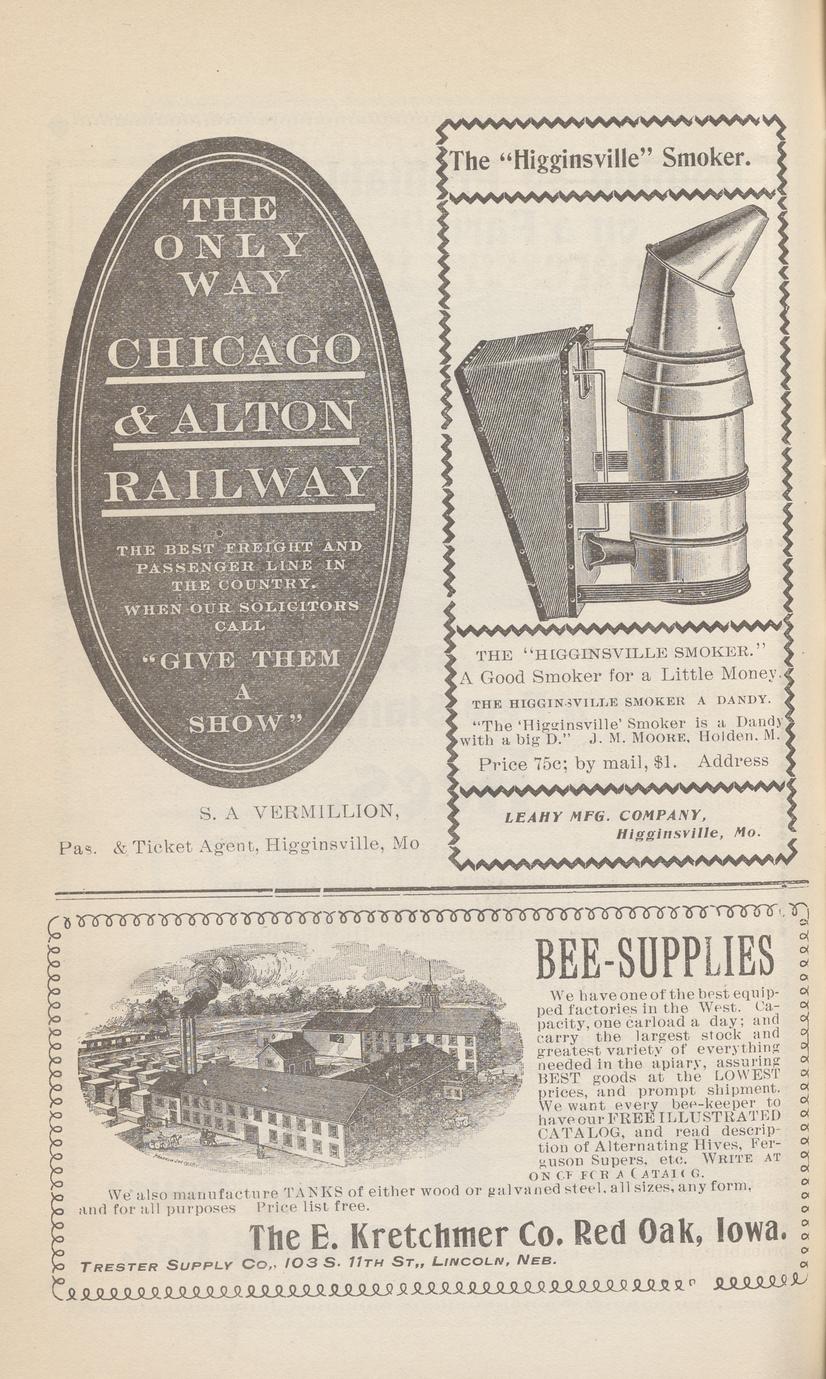 THE
ONLY
WAY
CHICAGO
& ALTON
RAILWAY
THE BEST FREIGHT AND
PASSENGER LINE IN
THE COUNTRY.
WHEN OUR SOLIGITORS
CALL
"GIVE THEM
A
SHOW"
S. A VERMILLION,
Pas. & Ticket Agent, Higginsville, Mo
The "Higginsville" Smoker.
THE "HIGGINSVILLE SMOKER."
A Good Smoker for a Little Money.
THE HIGGINSVILLE SMOKER A DANDY.
"The 'Higginsville' Smoker is a Dandy
with a big D." J. M. MOORE, Holden. M.
Price 75c; by mail, $1. Address
LEAHY MFG. COMPANY,
Higginsville, Mo.
BEE-SUPPLIES
We have one of the best equip-
ped factories in the West. Ca-
pacity, one carload a day; and
carry the largest stock and
greatest variety of everything
needed in the apiary, assuring
BEST goods at the LOWEST
prices, and prompt shipment.
We want every bee-keeper to
have our FREE ILLUSTRATED
CATALOG, and read descrip-
tion of Alternating Hives, Fer-
guson Supers, etc. WRITE AT
ONCE FOR A CATALOG.
We also manufacture TANKS of either wood or galvaned steel, all sizes, any form,
and for all purposes Price list free.
The E. Kretchmer Co. Red Oak, Iowa.
TRESTER SUPPLY CO,, 103 S. 11TH ST,, LINCOLN, NEB.